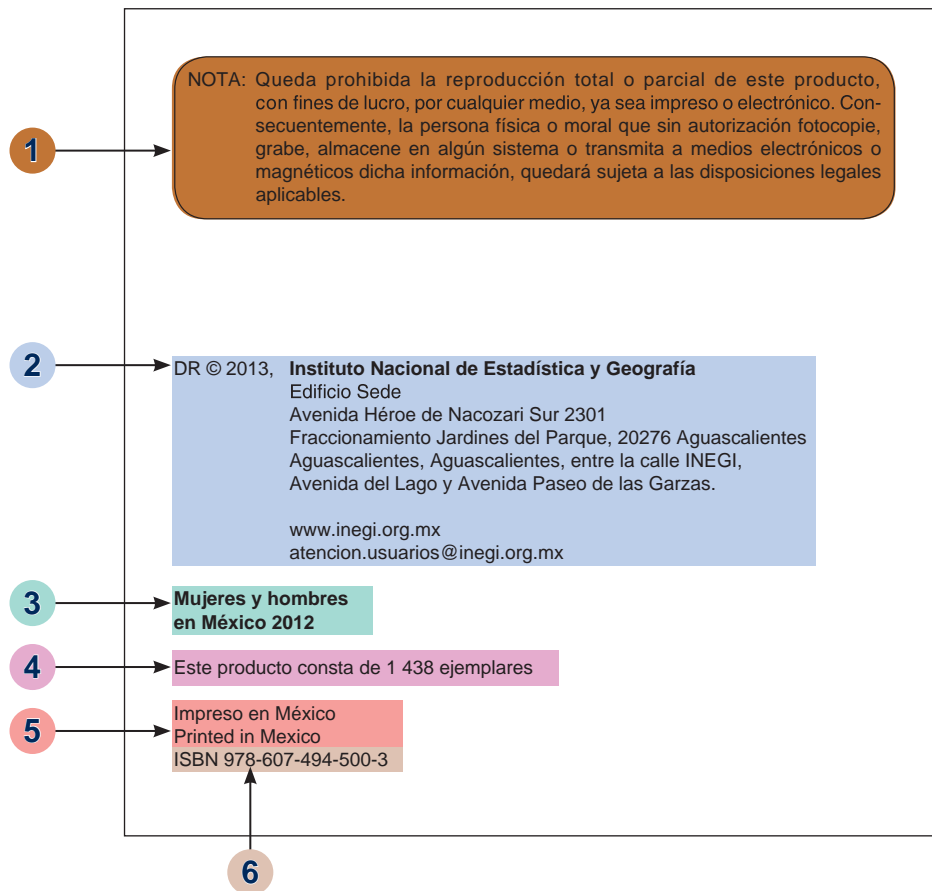 NOTA: Queda prohibida la reproducción total o parcial de este producto,
con fines de lucro, por cualquier medio, ya sea impreso o electrónico. Con-
secuentemente, la persona física o moral que sin autorización fotocopie,
grabe, almacene en algún sistema o transmita a medios electrónicos o
magnéticos dicha información, quedará sujeta a las disposiciones legales
aplicables.
1
2
DR © 2013, Instituto Nacional de Estadística y Geografía
Edificio Sede
Avenida Héroe de Nacozari Sur 2301
Fraccionamiento Jardines del Parque, 20276 Aguascalientes
Aguascalientes, Aguascalientes, entre la calle INEGI,
Avenida del Lago y Avenida Paseo de las Garzas.
www.inegi.org.mx
atencion.usuarios@inegi.org.mx
3
Mujeres y hombres
en México 2012
4
Este producto consta de 1 438 ejemplares
5
Impreso en México
Printed in Mexico
ISBN 978-607-494-500-3
6